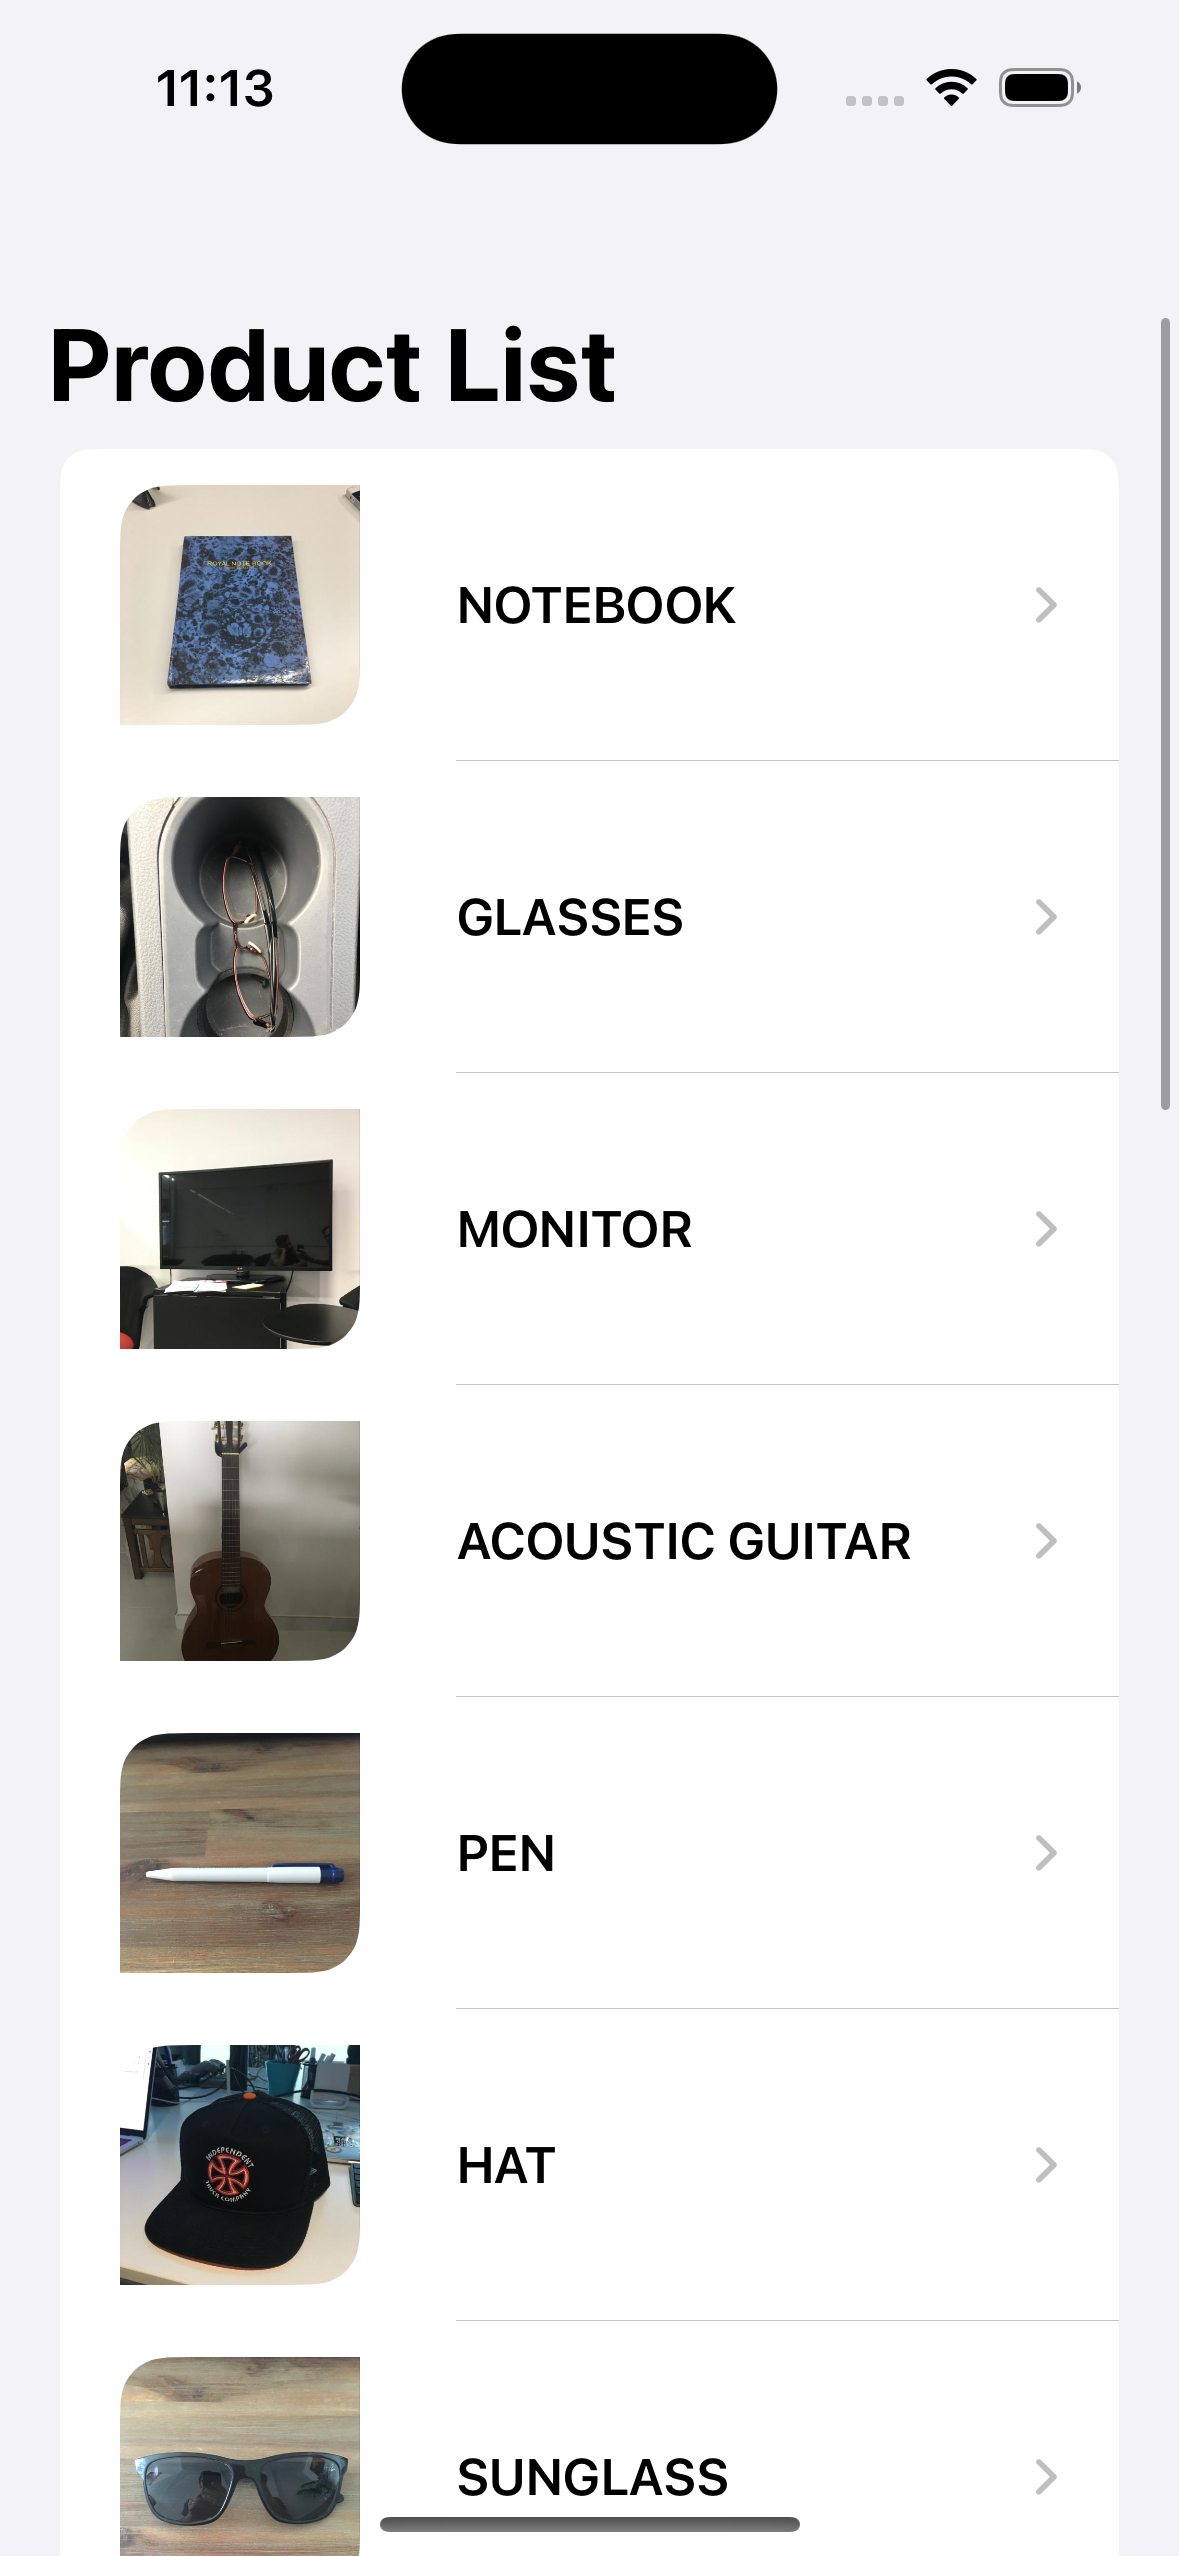 11:13
Product List
ROYAL NOTE BOOK
NOTEBOOK
GLASSES
MONITOR
ACOUSTIC GUITAR
PEN
INDEPENDENT
TRUCK COMPANY
HAT
SUNGLASS